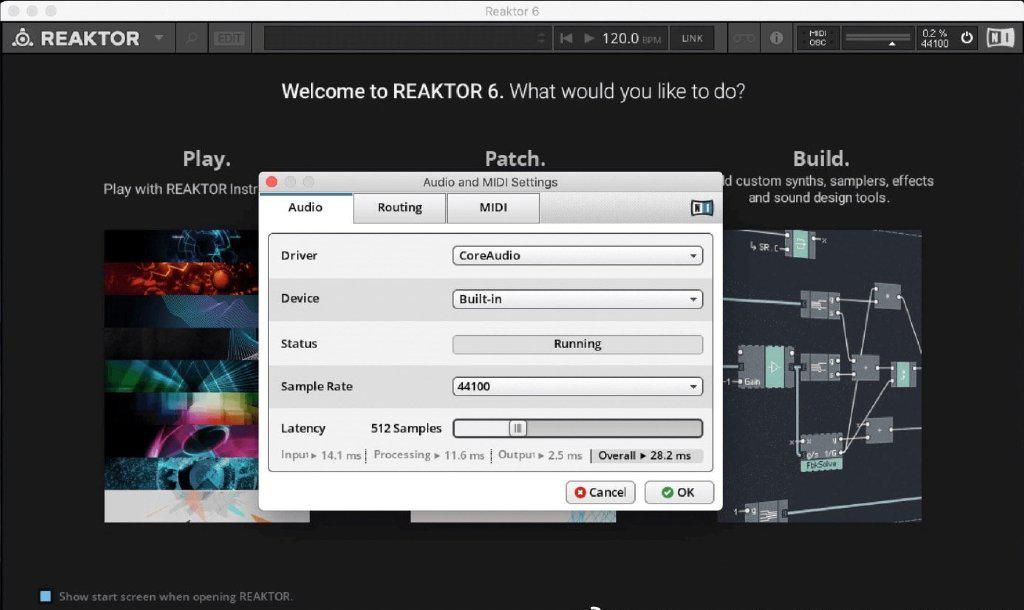 Reaktor 6
REAKTOR
EDIT
120.0 BPM
LINK
MIDI
OSC
0.2 %
44100
NI
Welcome to REAKTOR 6. What would you like to do?
Play.
Patch.
Build.
Play with REAKTOR
custom synths, samplers, effects
and sound design tools.
Audio and MIDI Settings
Audio
Routing
MIDI
NI
Driver
CoreAudio
Device
Built-in
Status
Running
Sample Rate
44100
Latency
512 Samples
Input ▸ 14.1 ms
Processing ▸ 11.6 ms
Output ▸ 2.5 ms
Overall ▸ 28.2 ms
Cancel
OK
SR.C
Gain
FbkSolve
Show start screen when opening REAKTOR.